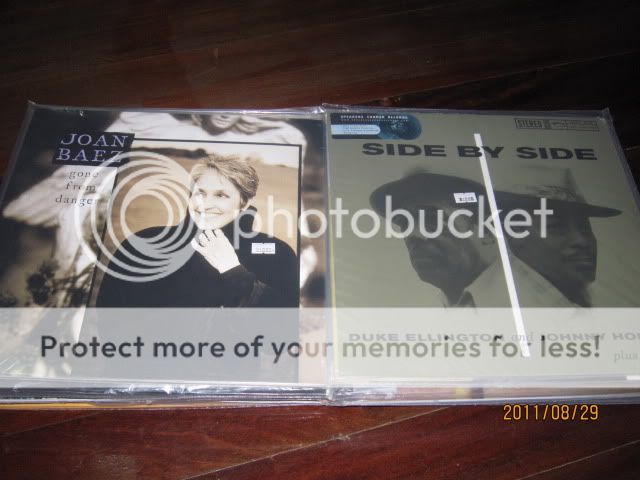 JOAN
BAEZ
gone
from
danger
SPEAKERS CORNER RECORDS
STEREO
SIDE BY SIDE
photobucket
Protect more of your memories for less!
DUKE ELLINGTON and JOHNNY HO
plus
2011/08/29